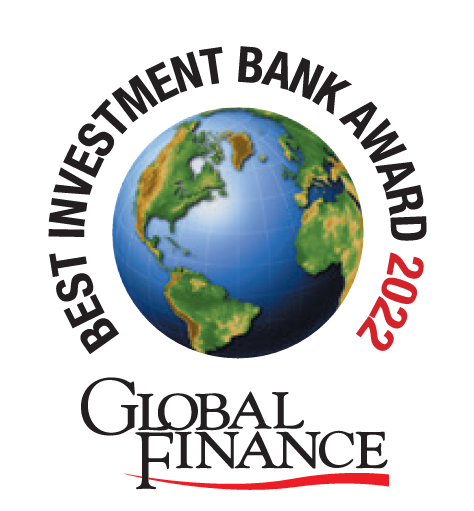 BEST INVESTMENT BANK AWARD 2022
GLOBAL
FINANCE